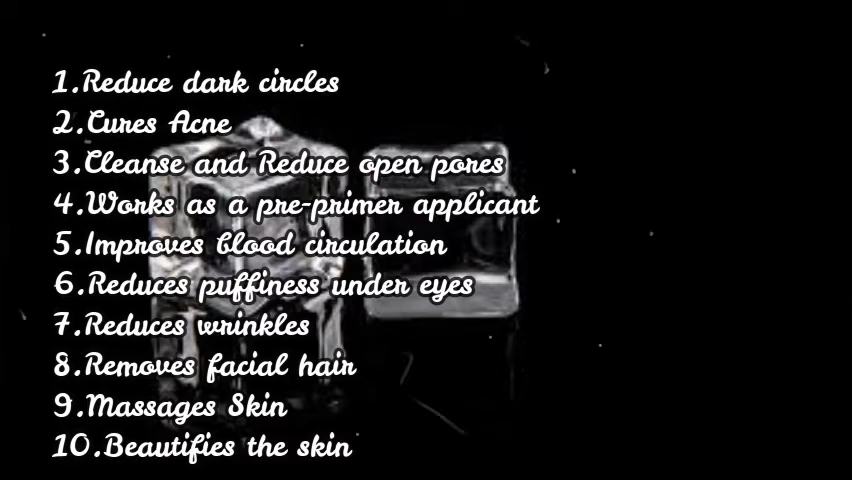 1.Reduce dark circles
2.Cures Acne
3.Cleanse and Reduce open pores
4.Works as a pre-primer applicant
5.Improves blood circulation
6.Reduces puffiness under eyes
7.Reduces wrinkles
8.Removes facial hair
9.Massages Skin
10.Beautifies the skin